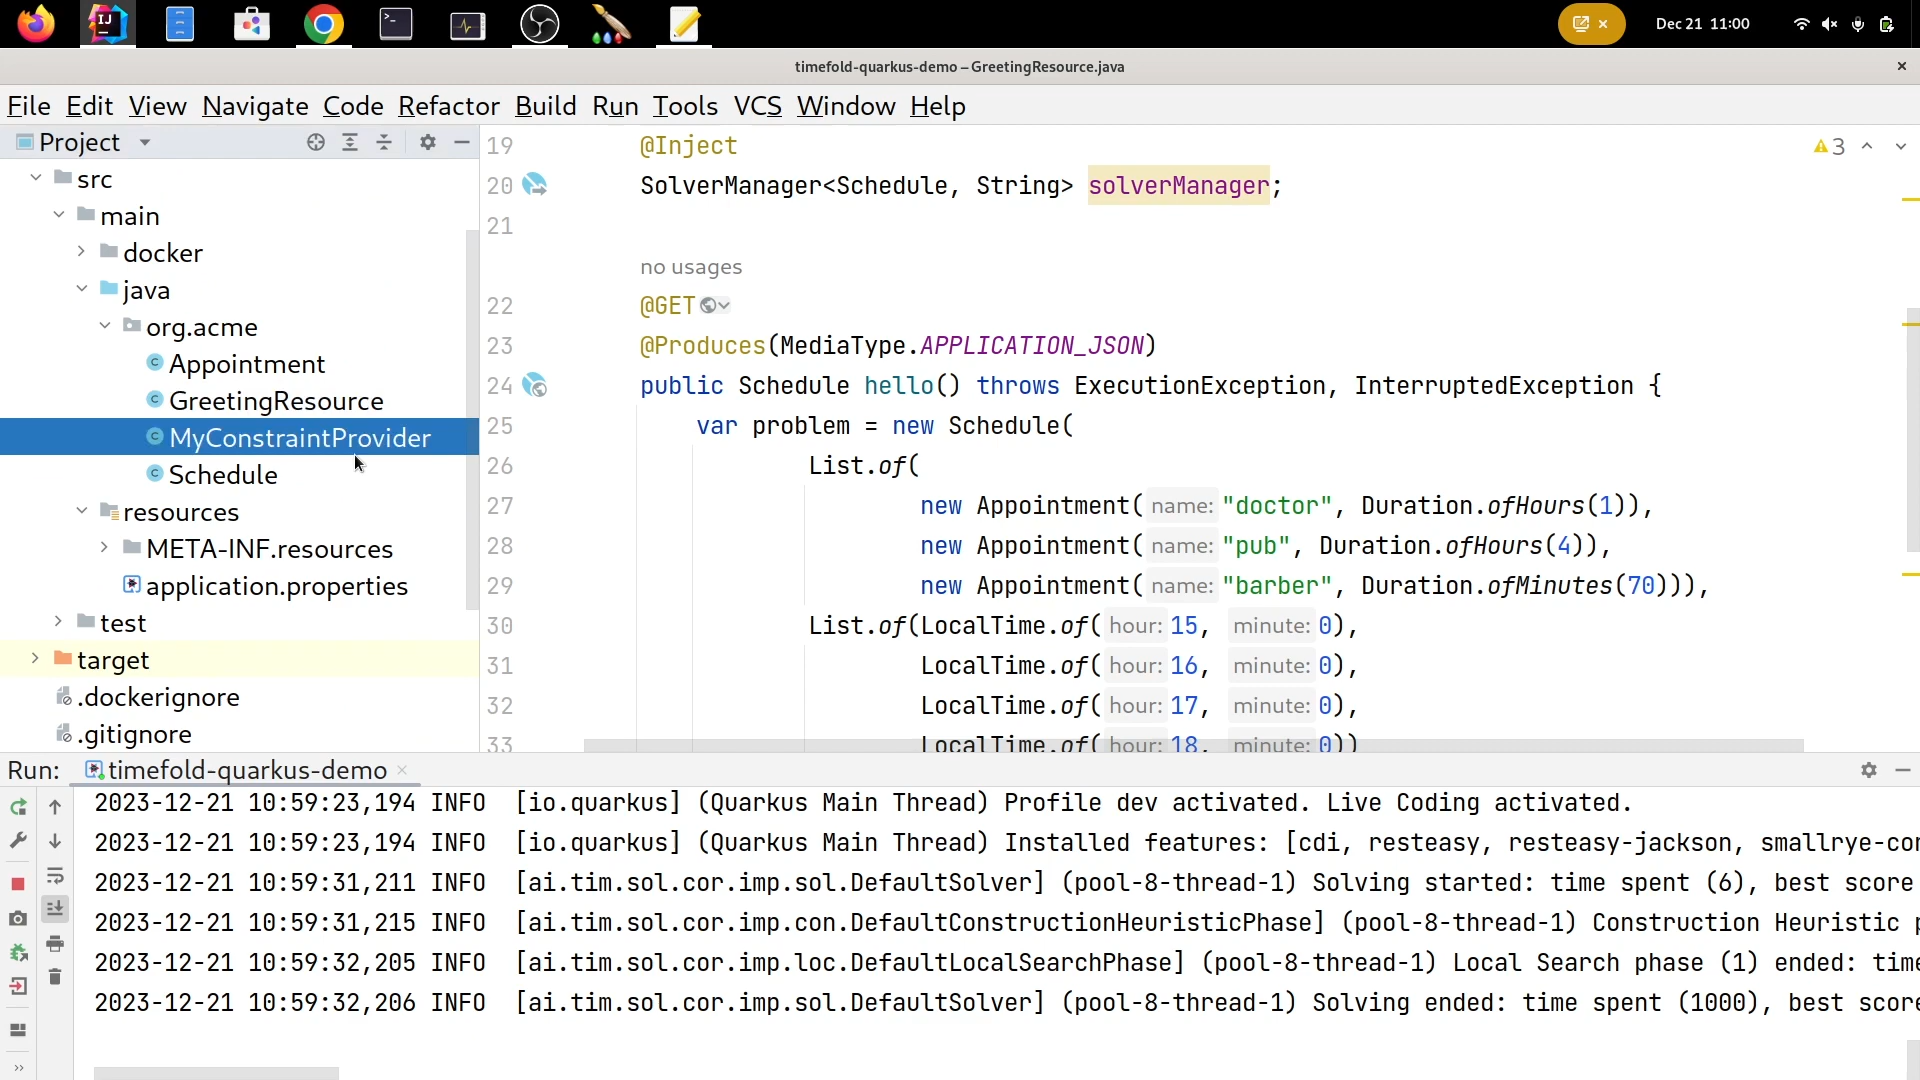 Dec 21 11:00
timefold-quarkus-demo – GreetingResource.java
File Edit View Navigate Code Refactor Build Run Tools VCS Window Help
Project
src
main
docker
java
org.acme
Appointment
GreetingResource
MyConstraintProvider
Schedule
resources
META-INF.resources
application.properties
test
target
.dockerignore
.gitignore
19 @Inject
20 SolverManager<Schedule, String> solverManager;
21
no usages
22 @GET
23 @Produces(MediaType.APPLICATION_JSON)
24 public Schedule hello() throws ExecutionException, InterruptedException {
25 var problem = new Schedule(
26 List.of(
27 new Appointment( name: "doctor", Duration.ofHours(1)),
28 new Appointment( name: "pub", Duration.ofHours(4)),
29 new Appointment( name: "barber", Duration.ofMinutes(70))),
30 List.of(LocalTime.of( hour: 15, minute: 0),
31 LocalTime.of( hour: 16, minute: 0),
32 LocalTime.of( hour: 17, minute: 0),
33 LocalTime.of( hour: 18, minute: 0))
3
Run: timefold-quarkus-demo
2023-12-21 10:59:23,194 INFO [io.quarkus] (Quarkus Main Thread) Profile dev activated. Live Coding activated.
2023-12-21 10:59:23,194 INFO [io.quarkus] (Quarkus Main Thread) Installed features: [cdi, resteasy, resteasy-jackson, smallrye-con
2023-12-21 10:59:31,211 INFO [ai.tim.sol.cor.imp.sol.DefaultSolver] (pool-8-thread-1) Solving started: time spent (6), best score
2023-12-21 10:59:31,215 INFO [ai.tim.sol.cor.imp.con.DefaultConstructionHeuristicPhase] (pool-8-thread-1) Construction Heuristic p
2023-12-21 10:59:32,205 INFO [ai.tim.sol.cor.imp.loc.DefaultLocalSearchPhase] (pool-8-thread-1) Local Search phase (1) ended: time
2023-12-21 10:59:32,206 INFO [ai.tim.sol.cor.imp.sol.DefaultSolver] (pool-8-thread-1) Solving ended: time spent (1000), best score